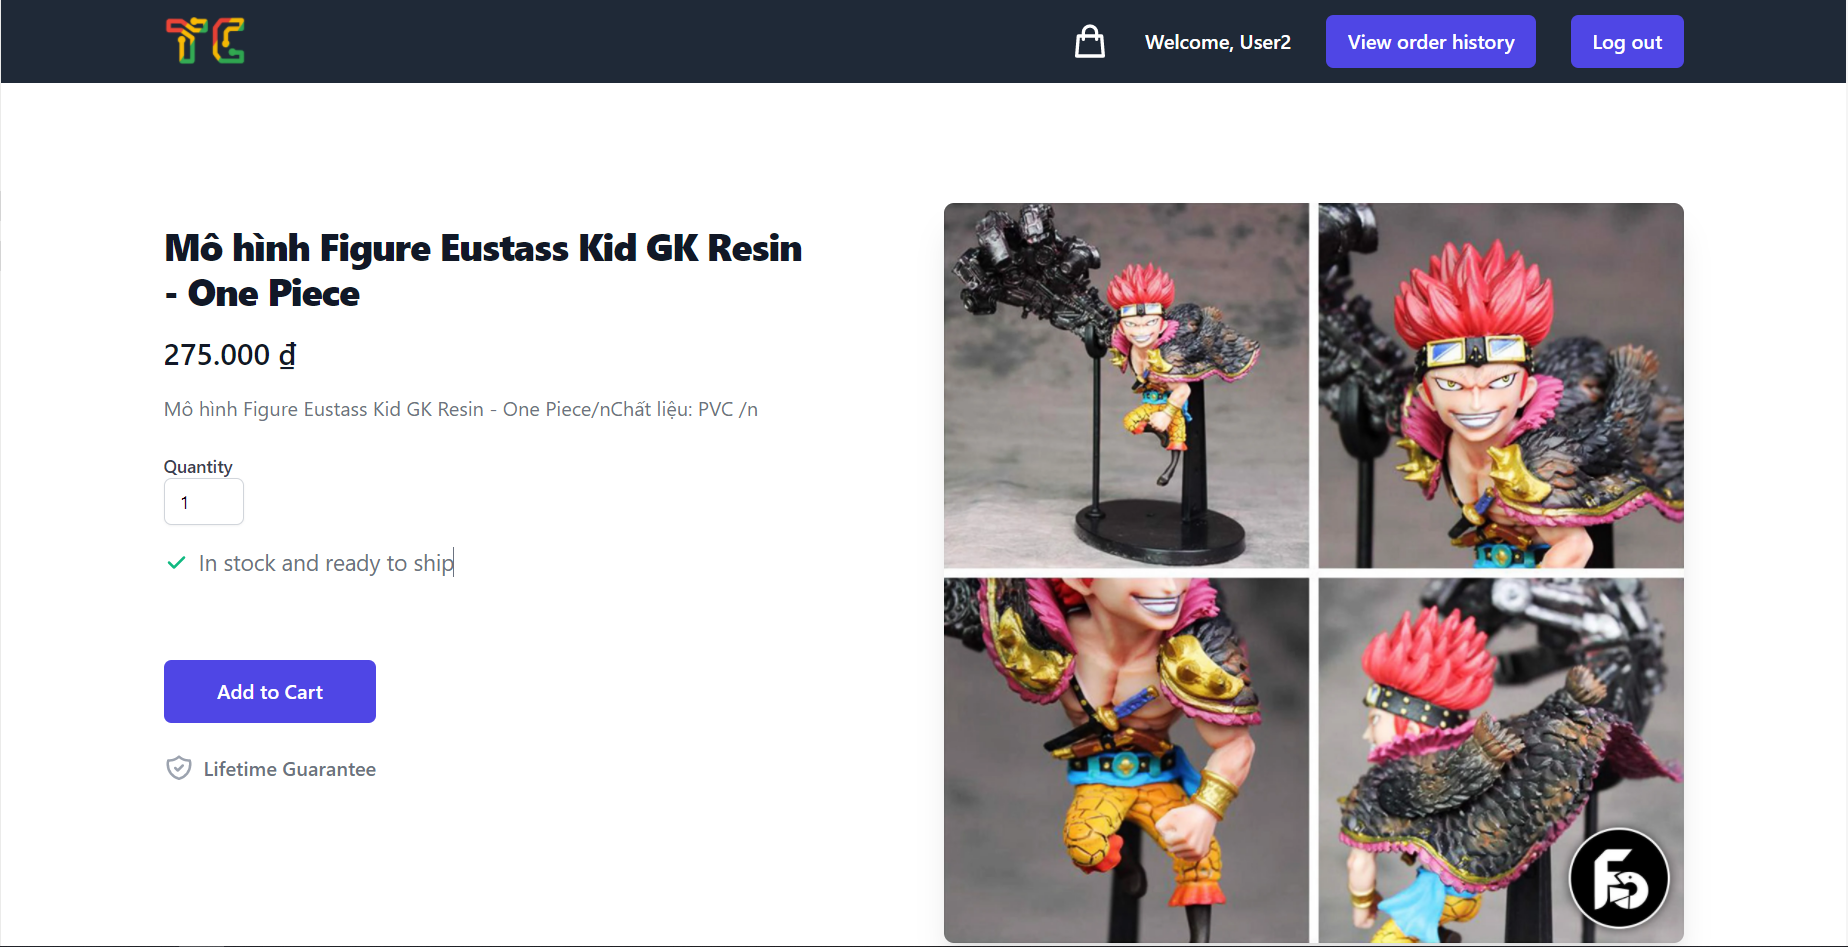 TC
Welcome, User2
View order history
Log out
Mô hình Figure Eustass Kid GK Resin
- One Piece
275.000 ₫
Mô hình Figure Eustass Kid GK Resin - One Piece/nChất liệu: PVC /n
Quantity
1
In stock and ready to ship
Add to Cart
Lifetime Guarantee